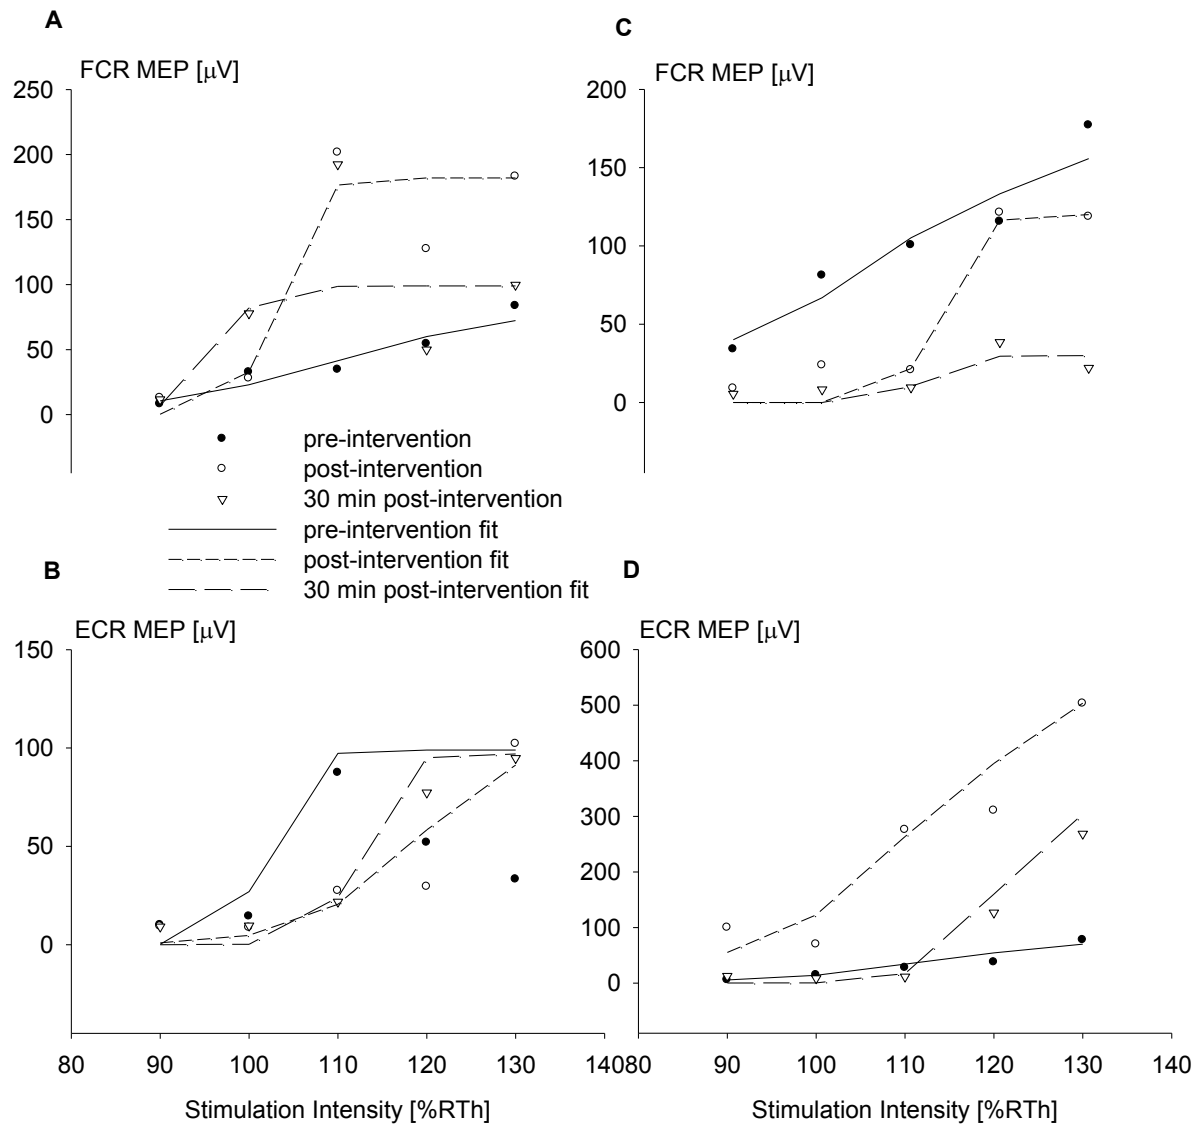 A
FCR MEP [μV]
250
200
150
100
50
0
C
FCR MEP [μV]
200
150
100
50
0
pre-intervention
post-intervention
30 min post-intervention
pre-intervention fit
post-intervention fit
30 min post-intervention fit
B
ECR MEP [μV]
150
100
50
0
80 90 100 110 120 130 140
Stimulation Intensity [%RTh]
D
ECR MEP [μV]
600
500
400
300
200
100
0
80 90 100 110 120 130 140
Stimulation Intensity [%RTh]